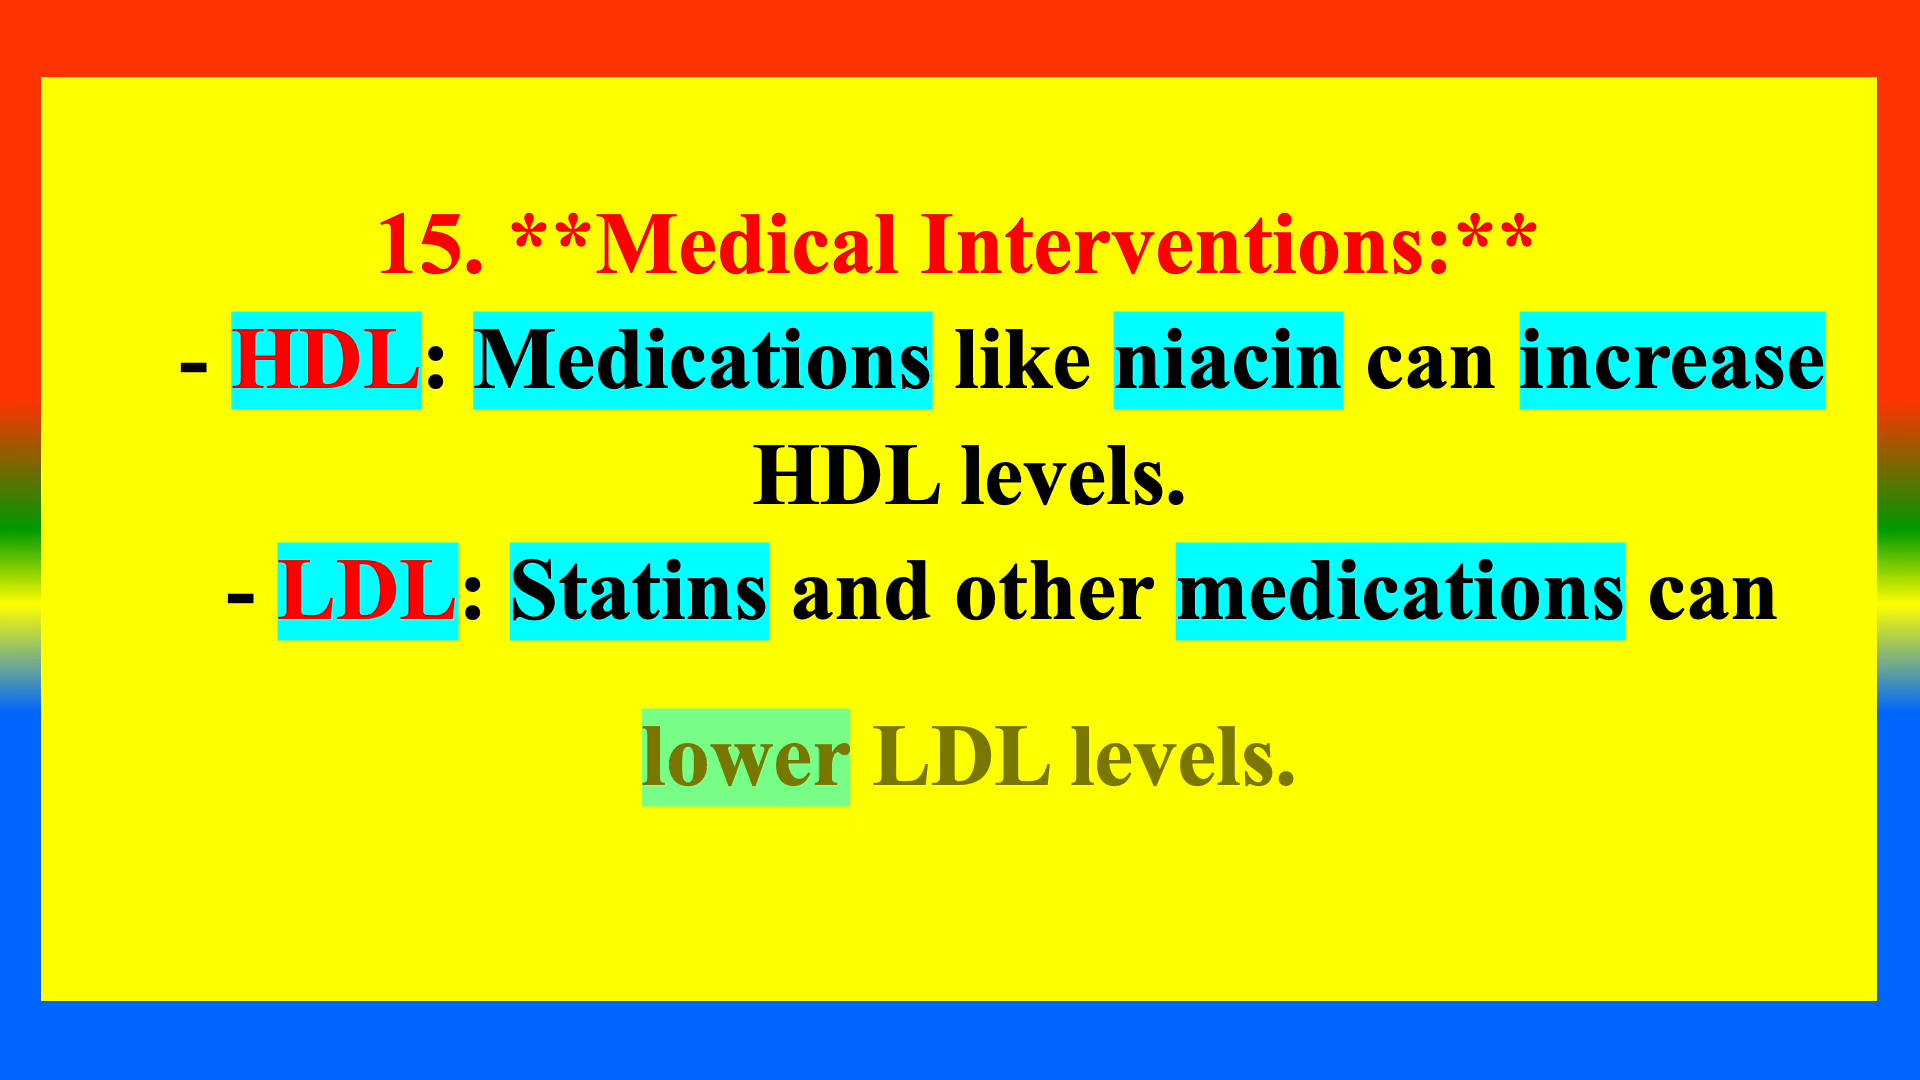 15. **Medical Interventions:**
- HDL: Medications like niacin can increase
HDL levels.
- LDL: Statins and other medications can
lower LDL levels.